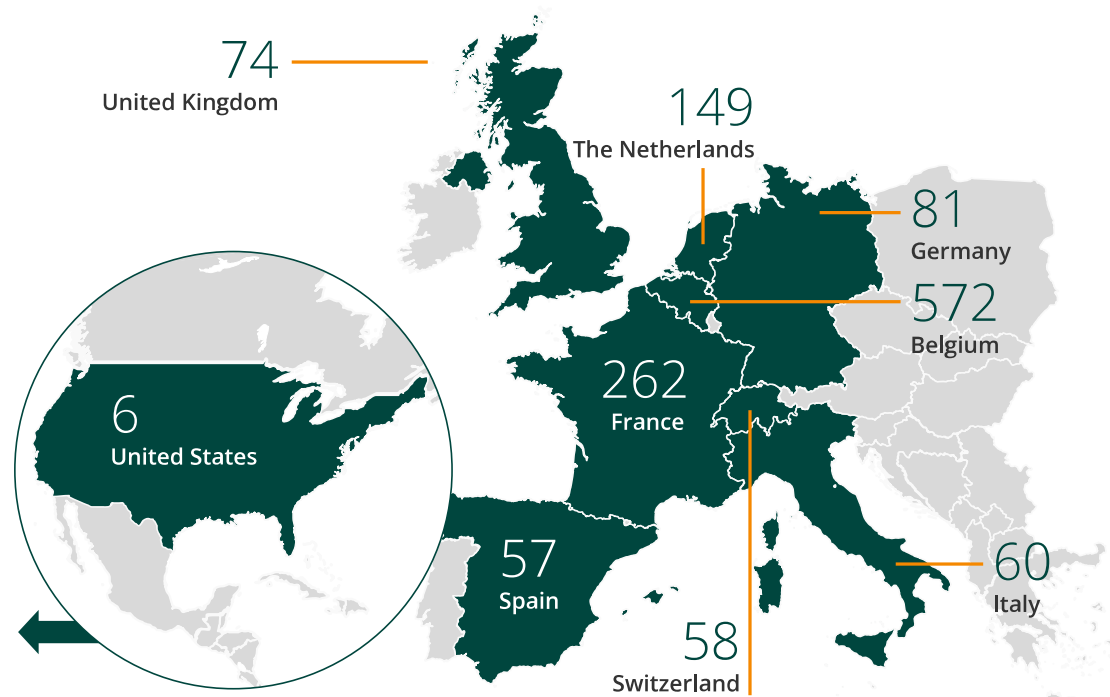 74
United Kingdom
149
The Netherlands
81
Germany
572
Belgium
262
France
6
United States
57
Spain
60
Italy
58
Switzerland